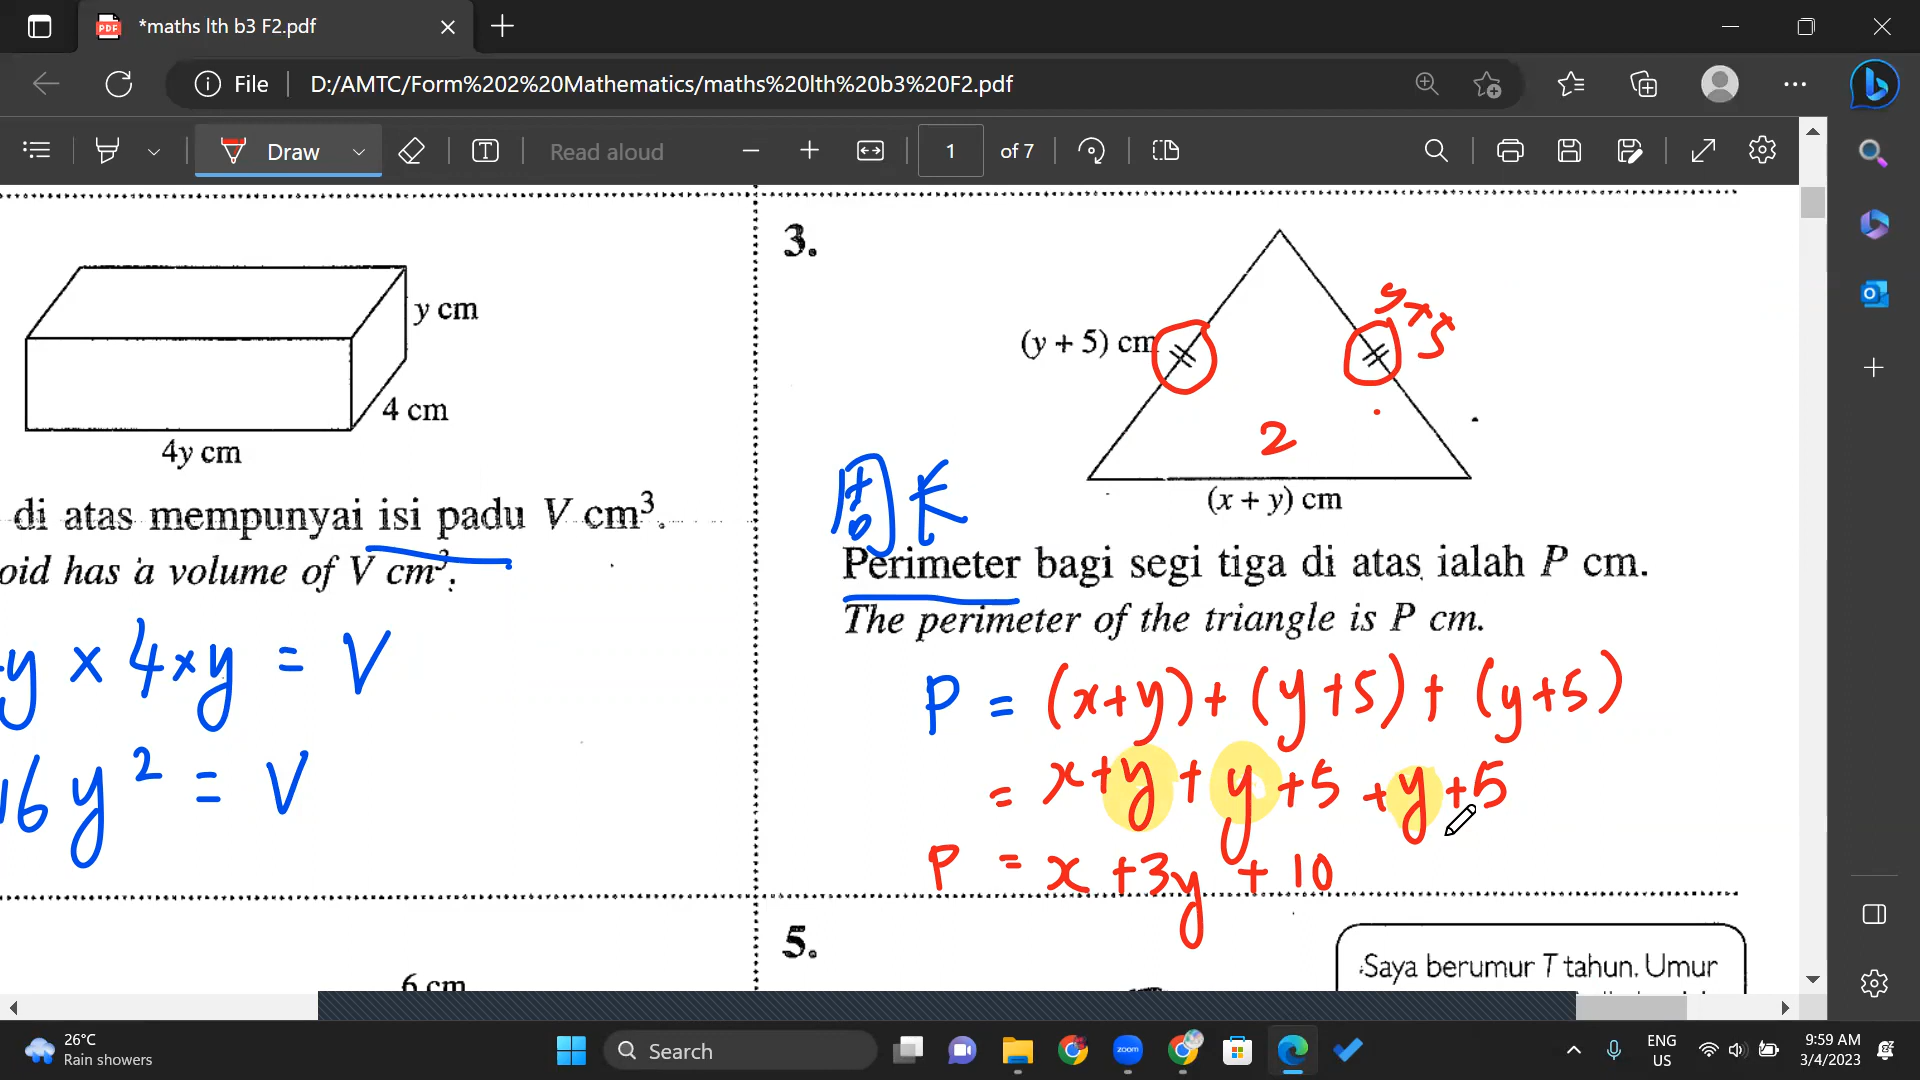 *maths lth b3 F2.pdf
File
D:/AMTC/Form%202%20Mathematics/maths%20lth%20b3%20F2.pdf
Draw
Read aloud
1
of 7
y cm
4 cm
4y cm
di atas mempunyai isi padu V cm³.
oid has a volume of V cm³.
y × 4 × y = V
16 y² = V
6 cm
3.
(y + 5) cm
y+5
2
(x + y) cm
周长
Perimeter bagi segi tiga di atas ialah P cm.
The perimeter of the triangle is P cm.
P = (x+y) + (y+5) + (y+5)
= x+y + y +5 +y+5
P = x +3y + 10
5.
Saya berumur T tahun. Umur
26°C
Rain showers
Search
zoom
ENG
US
9:59 AM
3/4/2023